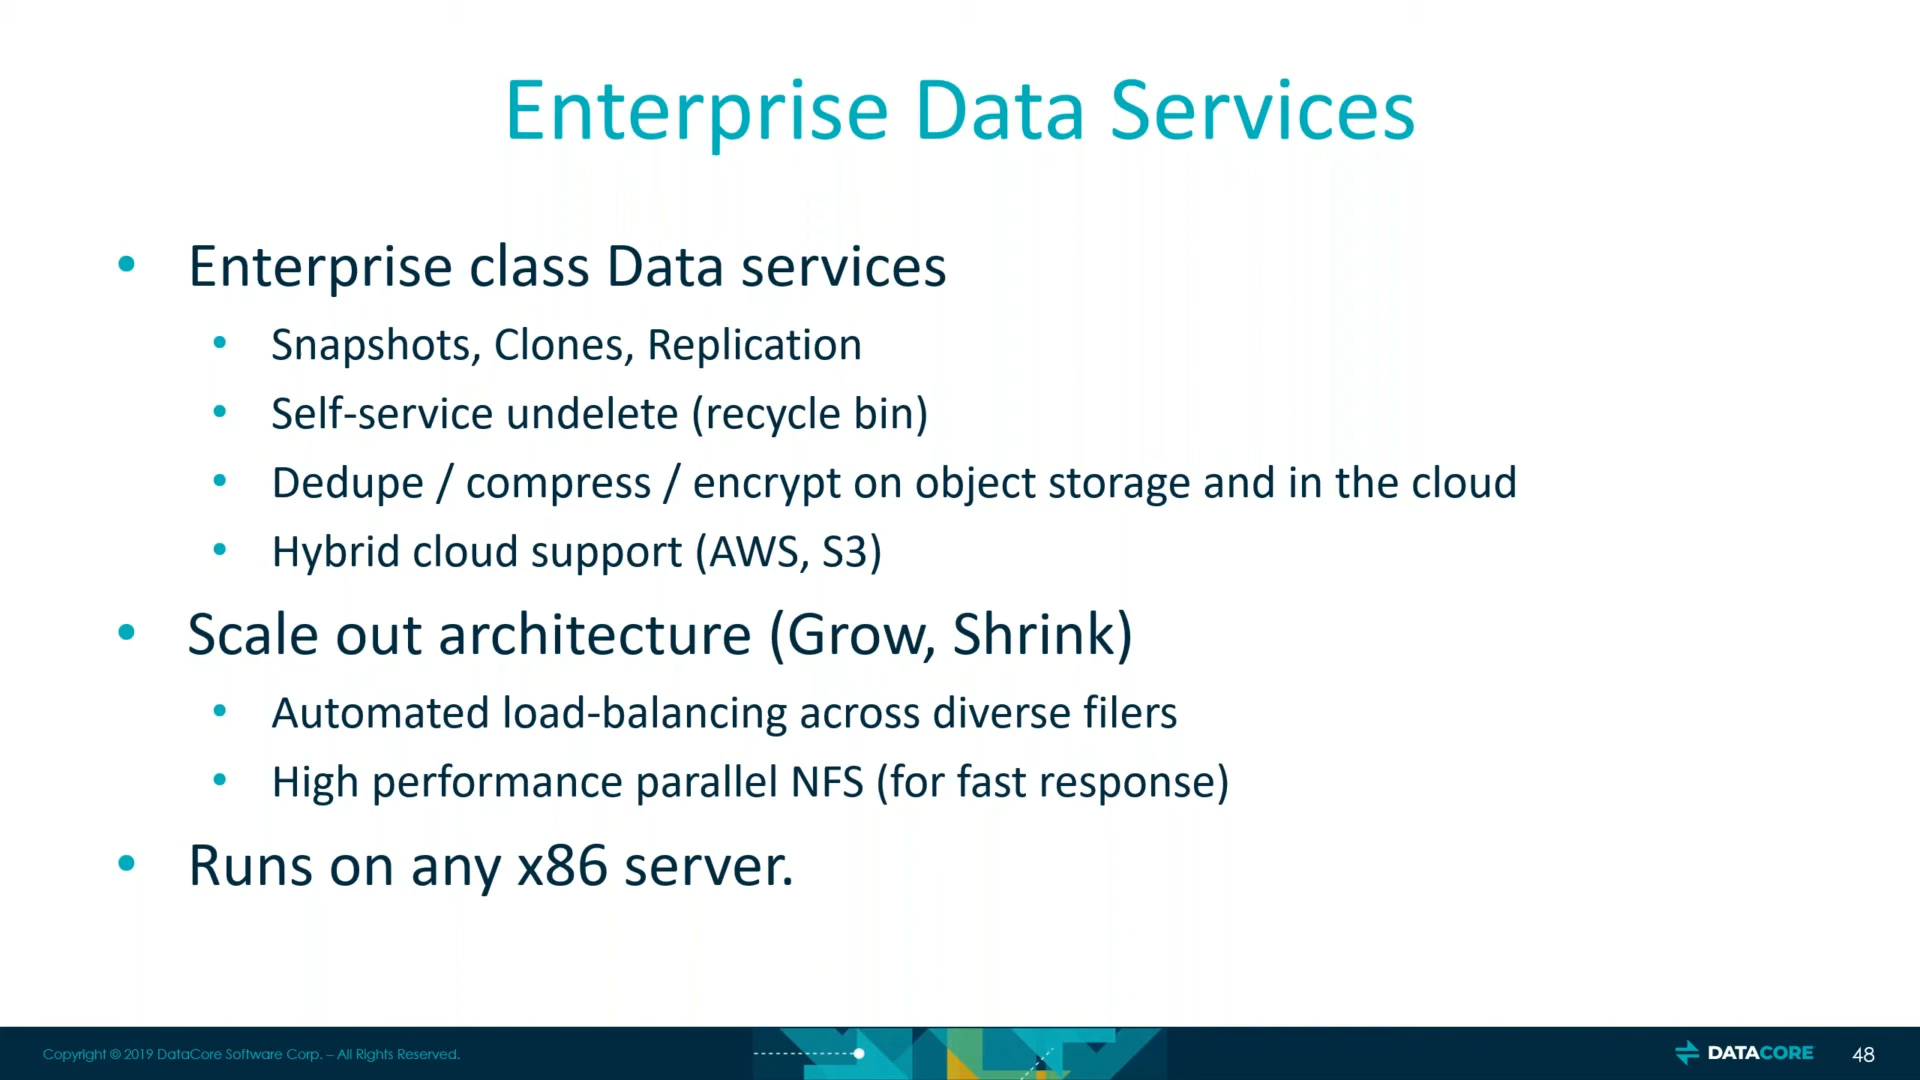 Enterprise Data Services
• Enterprise class Data services
• Snapshots, Clones, Replication
• Self-service undelete (recycle bin)
• Dedupe / compress / encrypt on object storage and in the cloud
• Hybrid cloud support (AWS, S3)
• Scale out architecture (Grow, Shrink)
• Automated load-balancing across diverse filers
• High performance parallel NFS (for fast response)
• Runs on any x86 server.
Copyright © 2019 DataCore Software Corp. – All Rights Reserved.
DATACORE
48